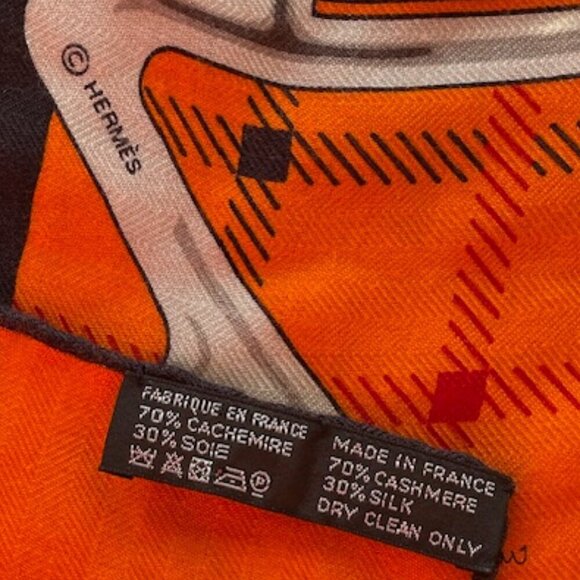 © HERMÈS
FABRIQUE EN FRANCE
70% CACHEMIRE
30% SOIE
MADE IN FRANCE
70% CASHMERE
30% SILK
DRY CLEAN ONLY